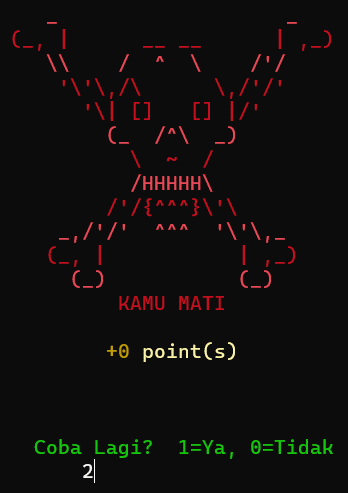 KAMU MATI
+0 point(s)
Coba Lagi?  1=Ya, 0=Tidak
2